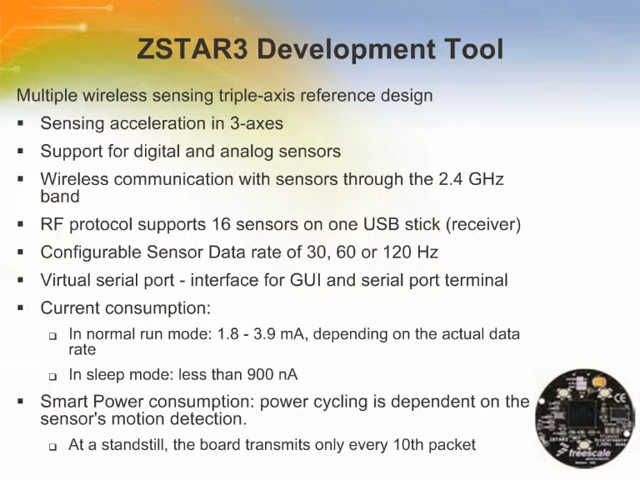 ZSTAR3 Development Tool
Multiple wireless sensing triple-axis reference design
▪ Sensing acceleration in 3-axes
▪ Support for digital and analog sensors
▪ Wireless communication with sensors through the 2.4 GHz
band
▪ RF protocol supports 16 sensors on one USB stick (receiver)
▪ Configurable Sensor Data rate of 30, 60 or 120 Hz
▪ Virtual serial port - interface for GUI and serial port terminal
▪ Current consumption:
❑ In normal run mode: 1.8 - 3.9 mA, depending on the actual data
rate
❑ In sleep mode: less than 900 nA
▪ Smart Power consumption: power cycling is dependent on the
sensor's motion detection.
❑ At a standstill, the board transmits only every 10th packet
CE
ZSTAR3
freescale